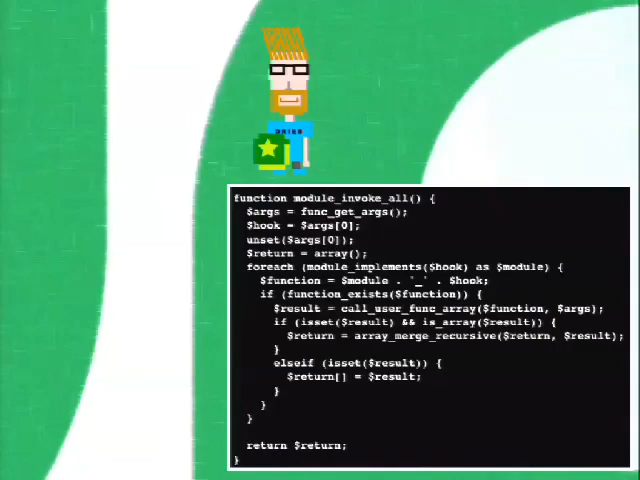 DRIES
function module_invoke_all() {
$args = func_get_args();
$hook = $args[0];
unset($args[0]);
$return = array();
foreach (module_implements($hook) as $module) {
$function = $module . '_' . $hook;
if (function_exists($function)) {
$result = call_user_func_array($function, $args);
if (isset($result) && is_array($result)) {
$return = array_merge_recursive($return, $result);
}
elseif (isset($result)) {
$return[] = $result;
}
}
}
return $return;
}